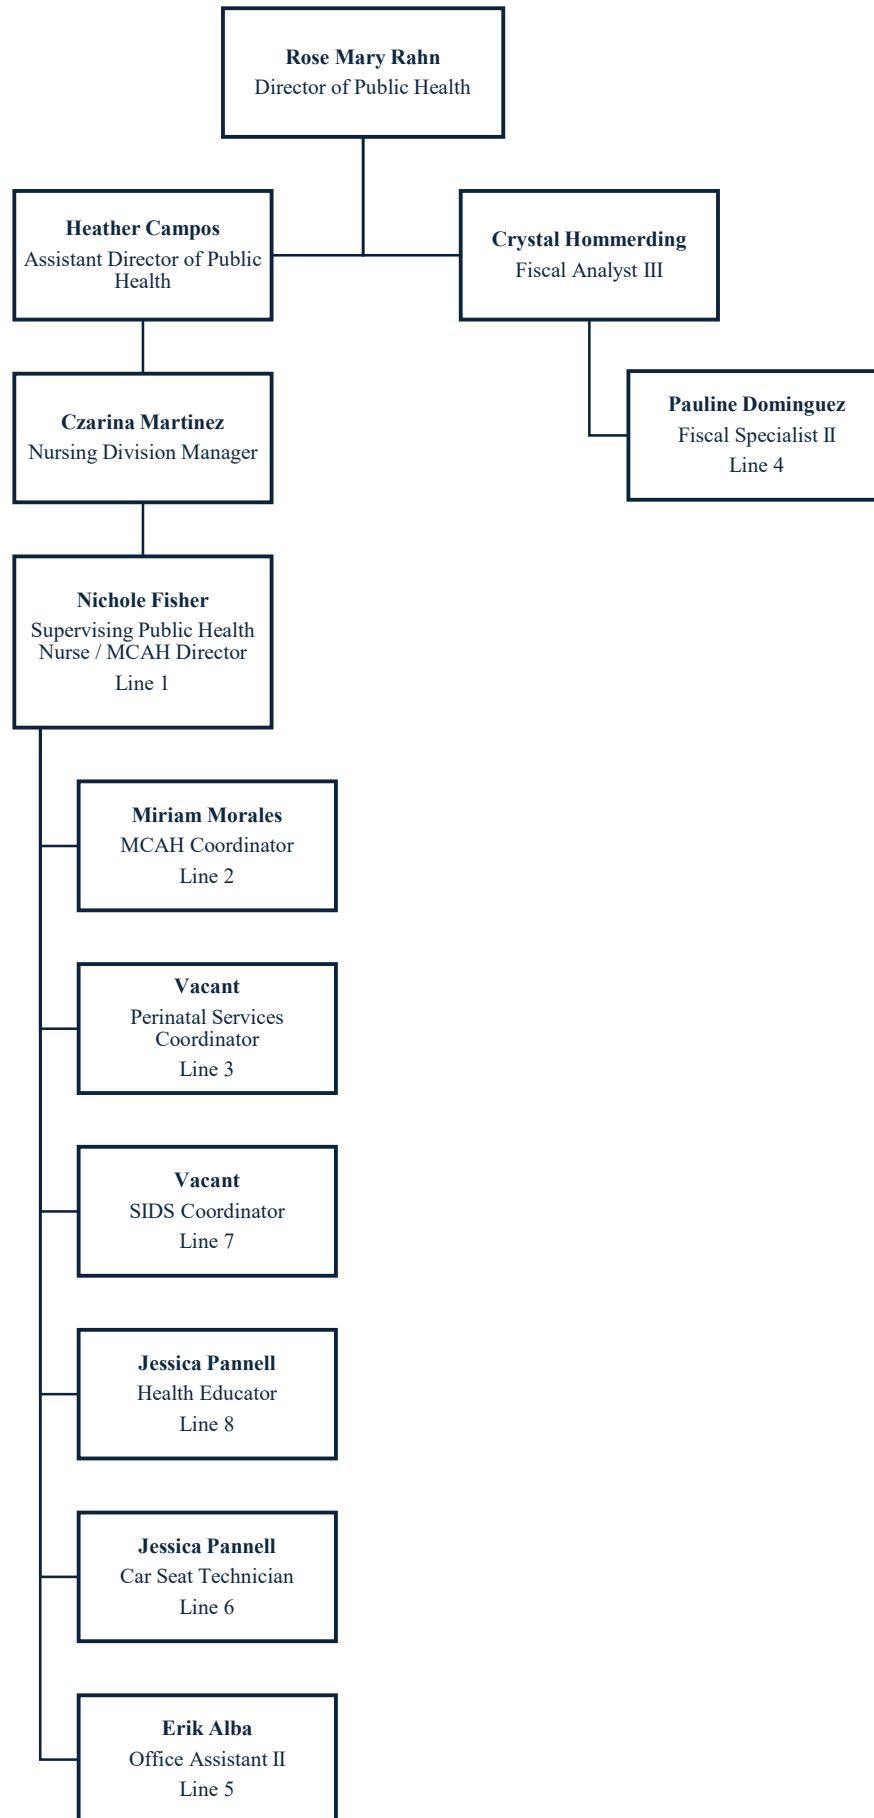 Rose Mary Rahn
Director of Public Health
Heather Campos
Assistant Director of Public
Health
Crystal Hommerding
Fiscal Analyst III
Czarina Martinez
Nursing Division Manager
Pauline Dominguez
Fiscal Specialist II
Line 4
Nichole Fisher
Supervising Public Health
Nurse / MCAH Director
Line 1
Miriam Morales
MCAH Coordinator
Line 2
Vacant
Perinatal Services
Coordinator
Line 3
Vacant
SIDS Coordinator
Line 7
Jessica Pannell
Health Educator
Line 8
Jessica Pannell
Car Seat Technician
Line 6
Erik Alba
Office Assistant II
Line 5